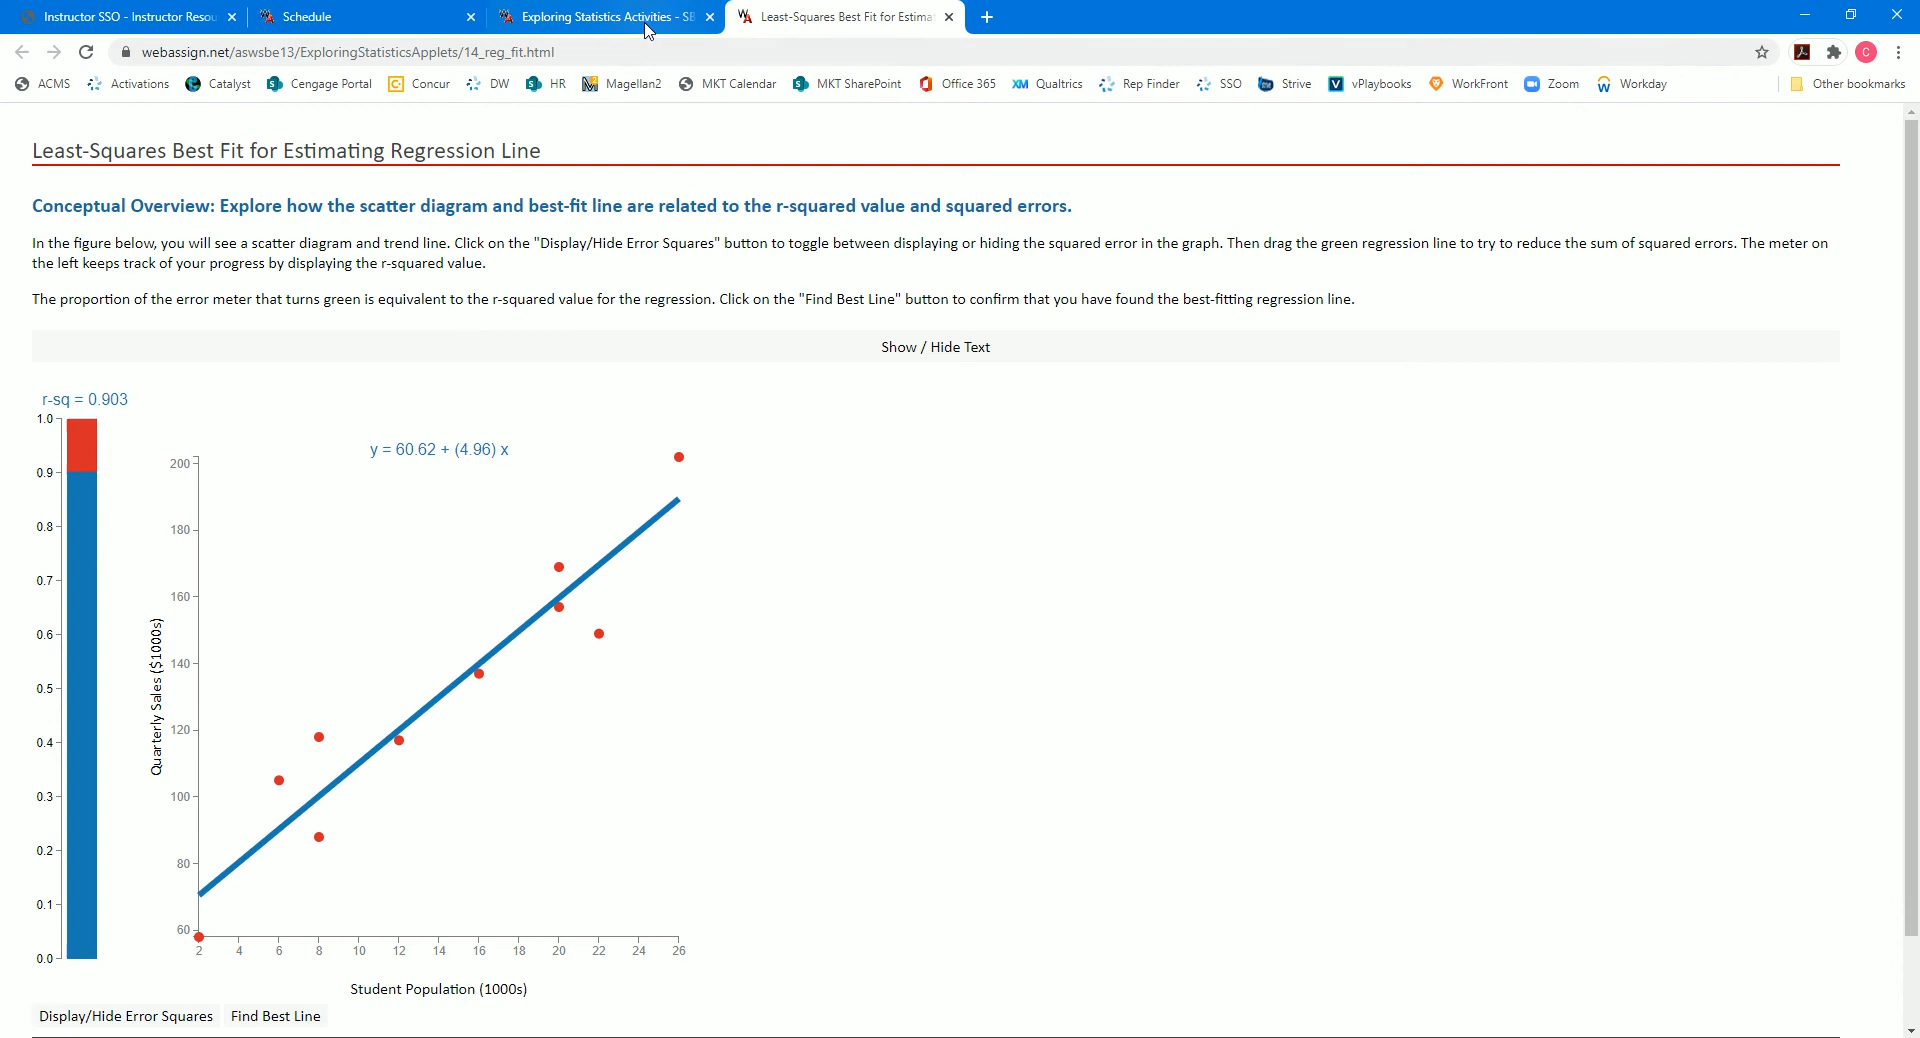 Instructor SSO - Instructor Resou
Schedule
Exploring Statistics Activities - SB
Least-Squares Best Fit for Estimat
webassign.net/aswsbe13/ExploringStatisticsApplets/14_reg_fit.html
C
ACMS Activations Catalyst Cengage Portal Concur DW HR Magellan2 MKT Calendar MKT SharePoint Office 365 XM Qualtrics Rep Finder SSO Strive vPlaybooks WorkFront Zoom Workday Other bookmarks
Least-Squares Best Fit for Estimating Regression Line
Conceptual Overview: Explore how the scatter diagram and best-fit line are related to the r-squared value and squared errors.
In the figure below, you will see a scatter diagram and trend line. Click on the "Display/Hide Error Squares" button to toggle between displaying or hiding the squared error in the graph. Then drag the green regression line to try to reduce the sum of squared errors. The meter on
the left keeps track of your progress by displaying the r-squared value.
The proportion of the error meter that turns green is equivalent to the r-squared value for the regression. Click on the "Find Best Line" button to confirm that you have found the best-fitting regression line.
Show / Hide Text
r-sq = 0.903
1.0
0.9
0.8
0.7
0.6
0.5
0.4
0.3
0.2
0.1
0.0
y = 60.62 + (4.96) x
Quarterly Sales ($1000s)
200
180
160
140
120
100
80
60
2 4 6 8 10 12 14 16 18 20 22 24 26
Student Population (1000s)
Display/Hide Error Squares Find Best Line